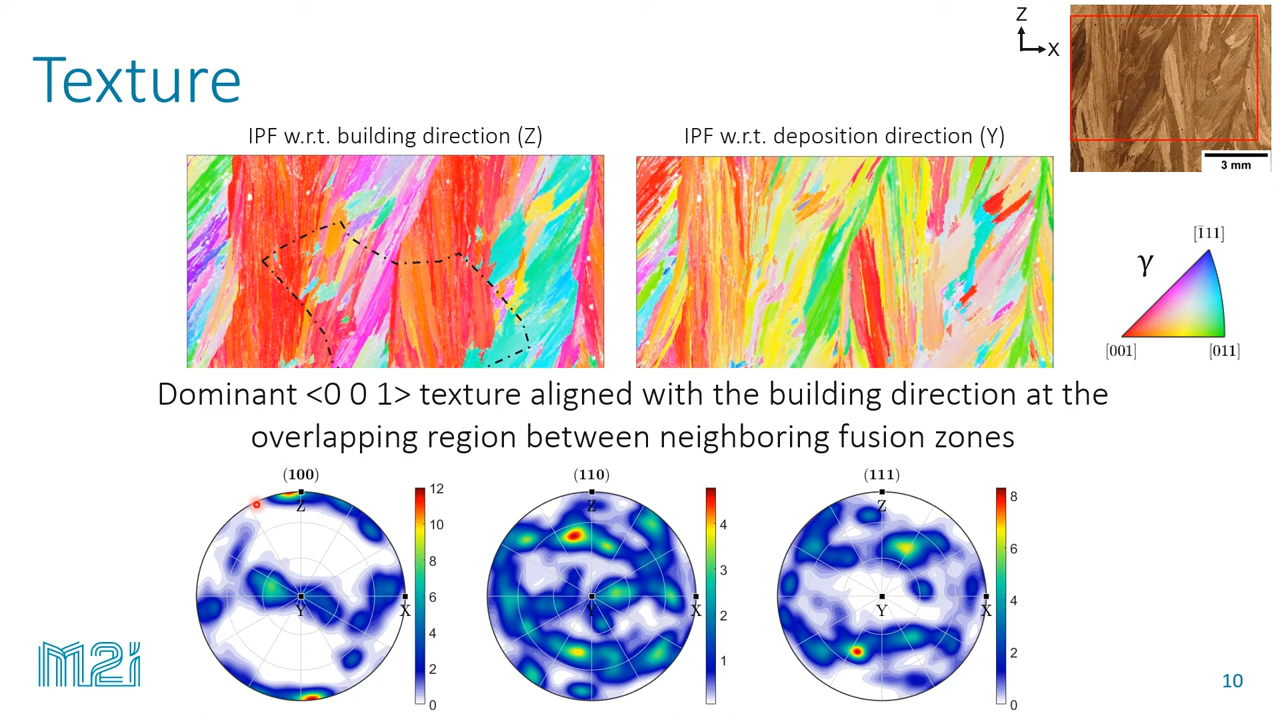 Texture
Z
X
3 mm
IPF w.r.t. building direction (Z)
IPF w.r.t. deposition direction (Y)
γ
[1̅11]
[001]
[011]
Dominant <0 0 1> texture aligned with the building direction at the
overlapping region between neighboring fusion zones
(100)
Z
Y
X
12
10
8
6
4
2
0
(110)
Z
Y
X
4
3
2
1
(111)
Z
Y
X
8
6
4
2
0
M2i
10